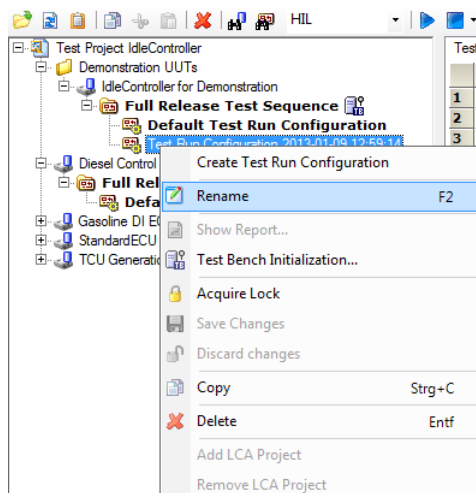 HIL
Test Project IdleController
Test
Demonstration UUTs
IdleController for Demonstration
1
Full Release Test Sequence
2
Default Test Run Configuration
3
Test Run Configuration 2013-01-09 12:59:14
Diesel Control
Create Test Run Configuration
Full Rel
Rename F2
Defa
Gasoline DI E
Show Report...
StandardECU
Test Bench Initialization...
TCU Generatio
Acquire Lock
Save Changes
Discard changes
Copy Strg+C
Delete Entf
Add LCA Project
Remove LCA Project